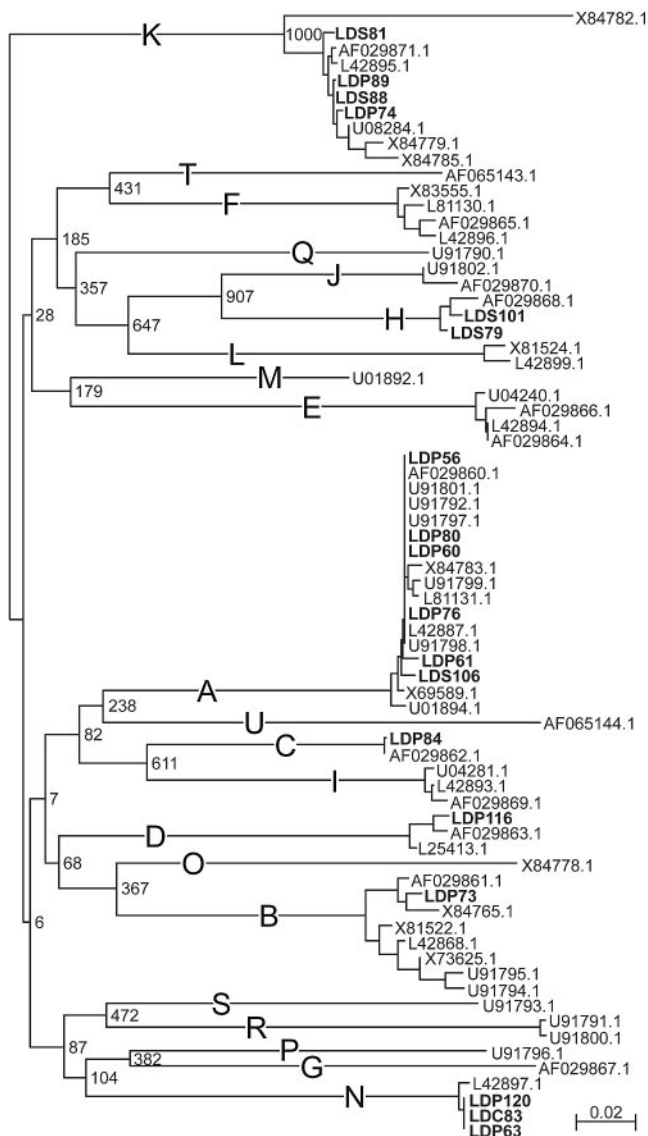 X84782.1
K
1000
LDS81
AF029871.1
L42895.1
LDP89
LDS88
LDP74
U08284.1
X84779.1
X84785.1
T
AF065143.1
431
X83555.1
F
L81130.1
AF029865.1
L42896.1
185
Q
U91790.1
357
J
U91802.1
AF029870.1
907
AF029868.1
28
H
LDS101
647
LDS79
L
X81524.1
L42899.1
M
U01892.1
179
U04240.1
E
AF029866.1
L42894.1
AF029864.1
LDP56
AF029860.1
U91801.1
U91792.1
U91797.1
LDP80
LDP60
X84783.1
U91799.1
L81131.1
LDP76
L42887.1
U91798.1
LDP61
LDS106
A
X69589.1
238
U01894.1
U
AF065144.1
82
C
LDP84
AF029862.1
611
U04281.1
I
L42893.1
7
AF029869.1
LDP116
D
AF029863.1
L25413.1
68
O
X84778.1
367
AF029861.1
LDP73
B
X84765.1
6
X81522.1
L42868.1
X73625.1
U91795.1
U91794.1
S
U91793.1
472
R
U91791.1
U91800.1
87
P
U91796.1
382
G
AF029867.1
104
L42897.1
N
LDP120
LDC83
LDP63
0.02